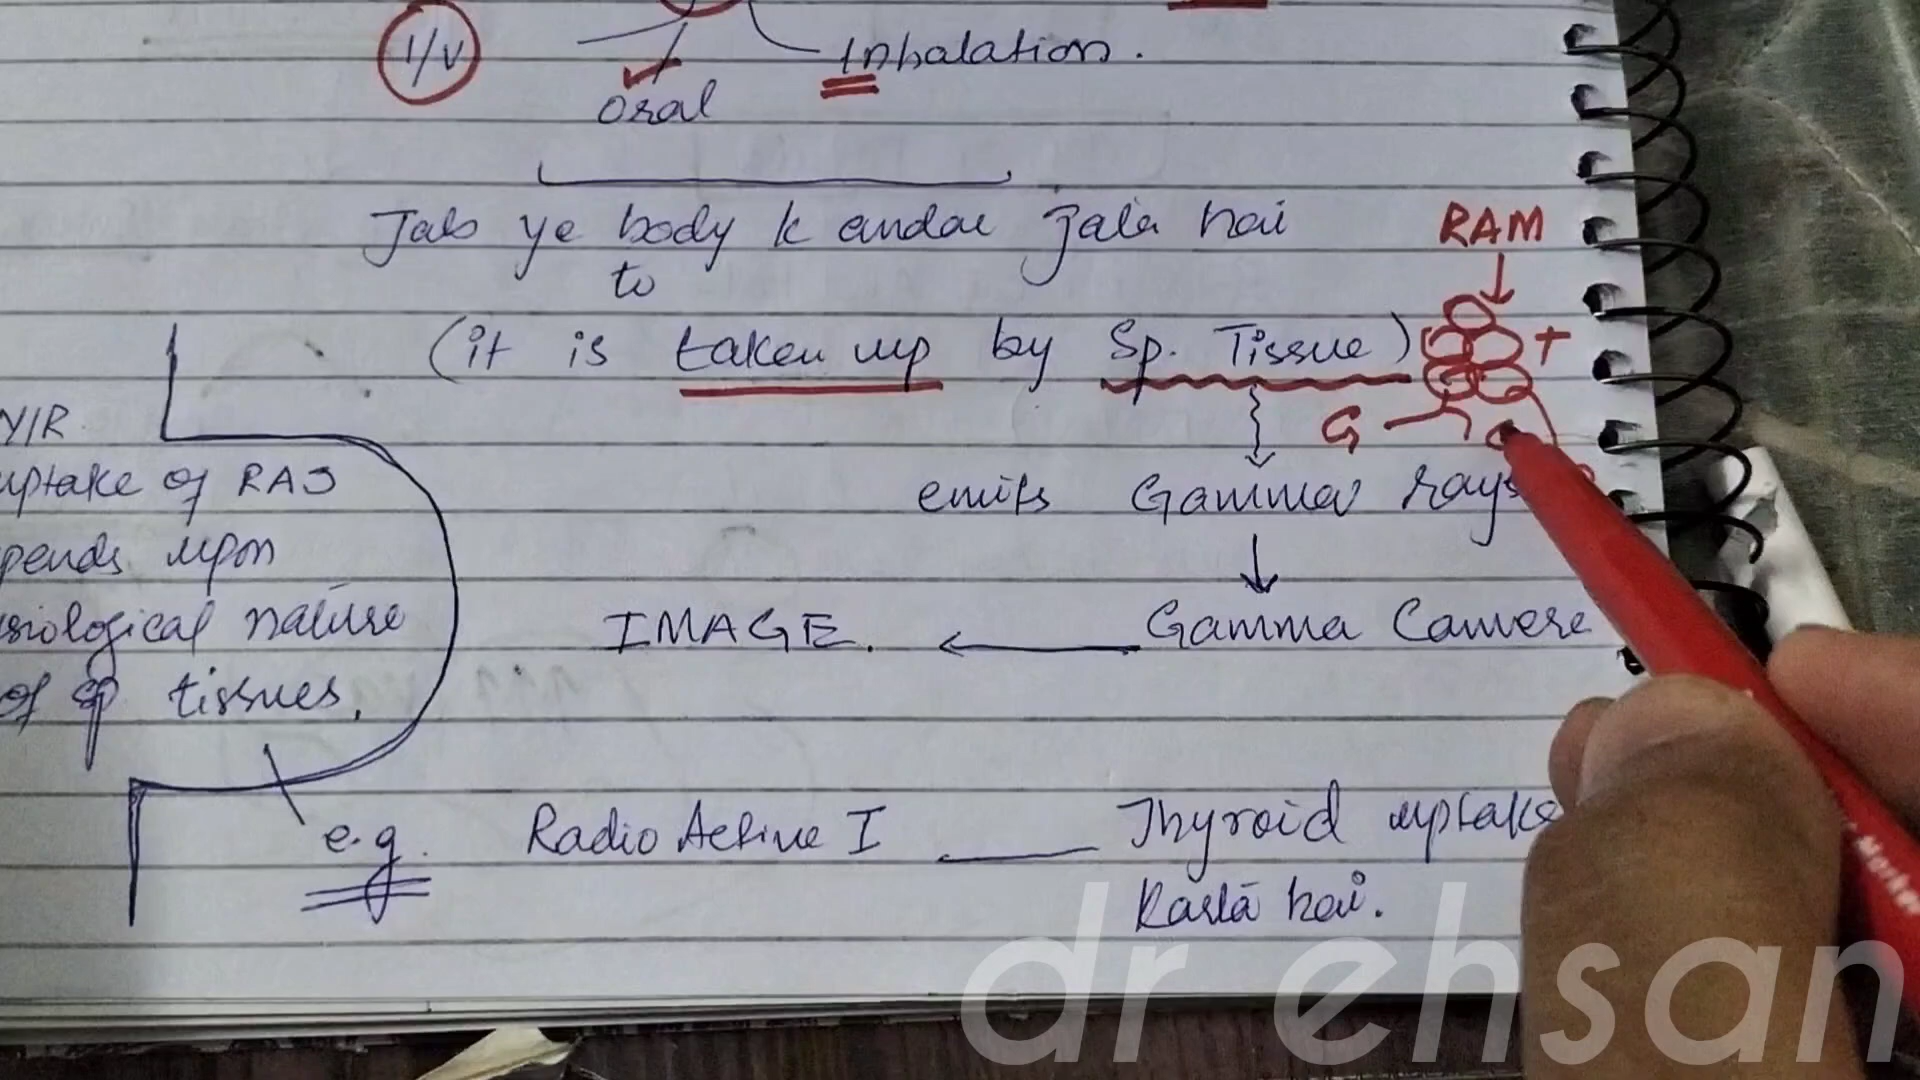 I/V
Inhalation.
oral
Jab ye body k andar jata hai
to
RAM
(it is taken up by Sp. Tissue)
+
G
Y/R
uptake of RAS
pends upon
siological nature
of sp tissues.
emits Gamma rays
Gamma Camere
IMAGE.
e.g. Radio Active I — Thyroid uptake
Karta hai.
dr ehsan